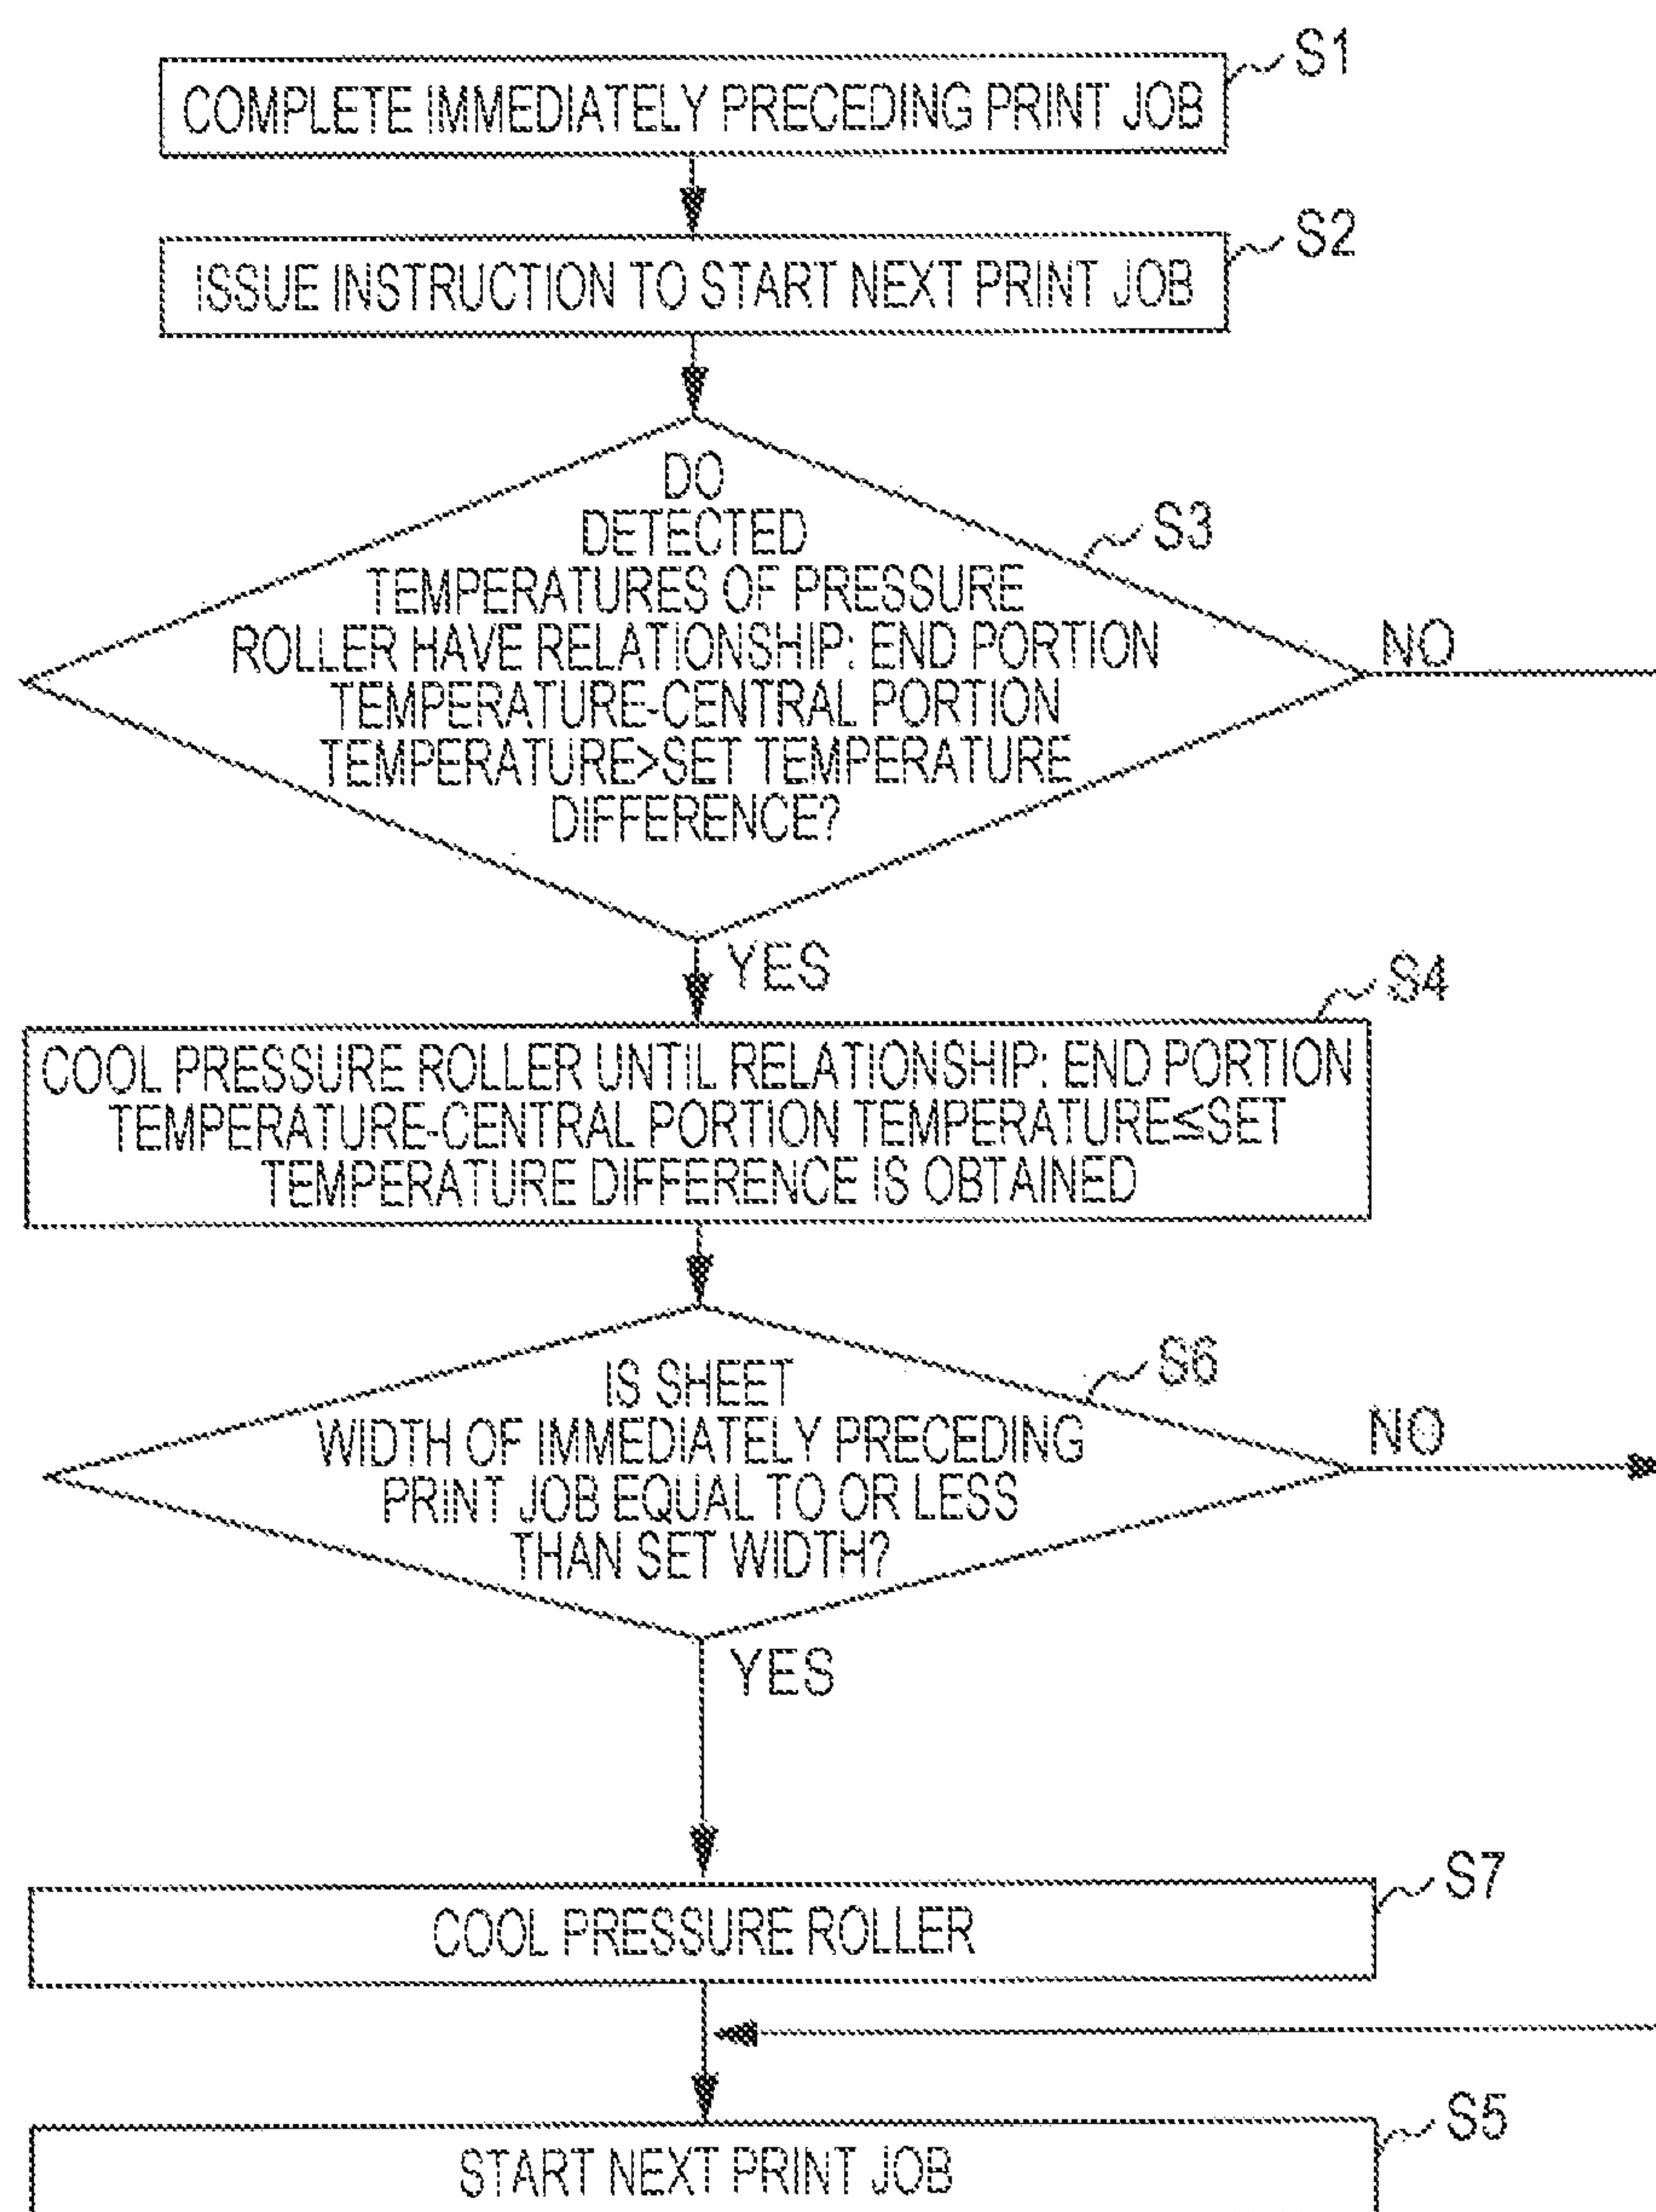 S1
COMPLETE IMMEDIATELY PRECEDING PRINT JOB
S2
ISSUE INSTRUCTION TO START NEXT PRINT JOB
DO
DETECTED
S3
TEMPERATURES OF PRESSURE
ROLLER HAVE RELATIONSHIP: END PORTION
NO
TEMPERATURE-CENTRAL PORTION
TEMPERATURE>SET TEMPERATURE
DIFFERENCE?
YES
S4
COOL PRESSURE ROLLER UNTIL RELATIONSHIP: END PORTION
TEMPERATURE-CENTRAL PORTION TEMPERATURE≤SET
TEMPERATURE DIFFERENCE IS OBTAINED
S6
IS SHEET
WIDTH OF IMMEDIATELY PRECEDING
NO
PRINT JOB EQUAL TO OR LESS
THAN SET WIDTH?
YES
S7
COOL PRESSURE ROLLER
S5
START NEXT PRINT JOB